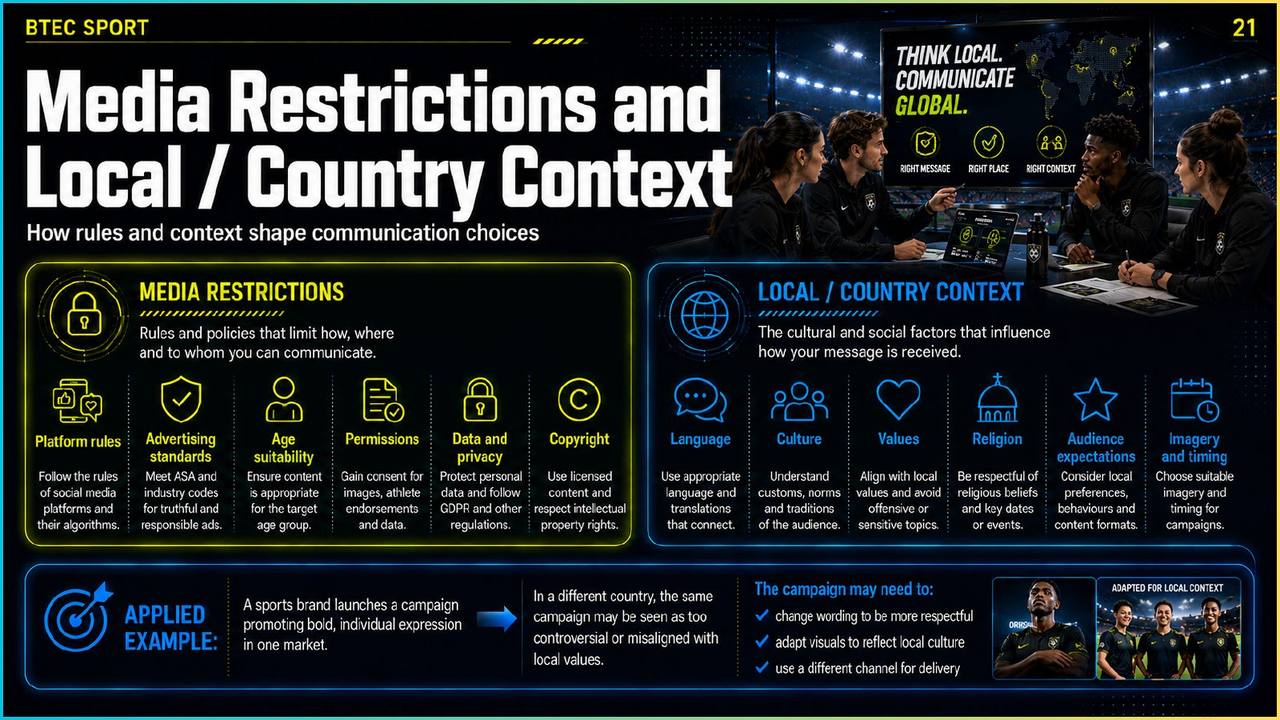 BTEC SPORT
21
Media Restrictions and
Local / Country Context
How rules and context shape communication choices
THINK LOCAL.
COMMUNICATE
GLOBAL.
RIGHT MESSAGE
RIGHT PLACE
RIGHT CONTEXT
MEDIA RESTRICTIONS
Rules and policies that limit how, where
and to whom you can communicate.
Platform rules
Follow the rules
of social media
platforms and
their algorithms.
Advertising
standards
Meet ASA and
industry codes
for truthful and
responsible ads.
Age
suitability
Ensure content
is appropriate
for the target
age group.
Permissions
Gain consent for
images, athlete
endorsements
and data.
Data and
privacy
Protect personal
data and follow
GDPR and other
regulations.
Copyright
Use licensed
content and
respect intellectual
property rights.
LOCAL / COUNTRY CONTEXT
The cultural and social factors that influence
how your message is received.
Language
Use appropriate
language and
translations
that connect.
Culture
Understand
customs, norms
and traditions
of the audience.
Values
Align with local
values and avoid
offensive or
sensitive topics.
Religion
Be respectful of
religious beliefs
and key dates
or events.
Audience
expectations
Consider local
preferences,
behaviours and
content formats.
Imagery
and timing
Choose suitable
imagery and
timing for
campaigns.
APPLIED
EXAMPLE:
A sports brand launches a campaign
promoting bold, individual expression
in one market.
In a different country, the same
campaign may be seen as too
controversial or misaligned with
local values.
The campaign may need to:
change wording to be more respectful
adapt visuals to reflect local culture
use a different channel for delivery
ADAPTED FOR LOCAL CONTEXT